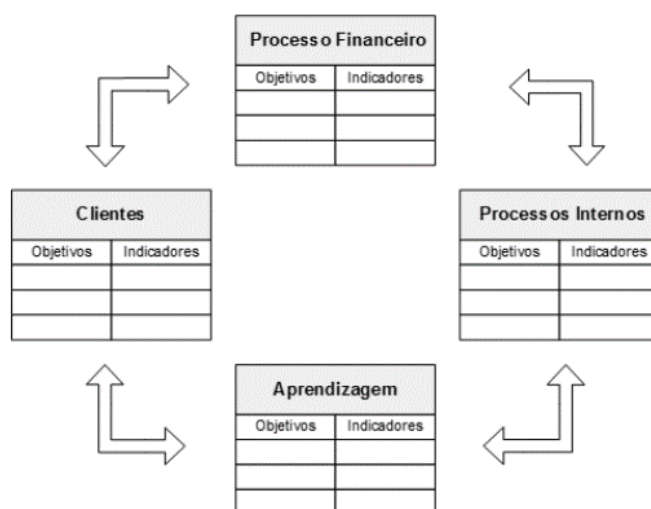 Processo Financeiro
Objetivos Indicadores
Clientes
Objetivos Indicadores
Processos Internos
Objetivos Indicadores
Aprendizagem
Objetivos Indicadores